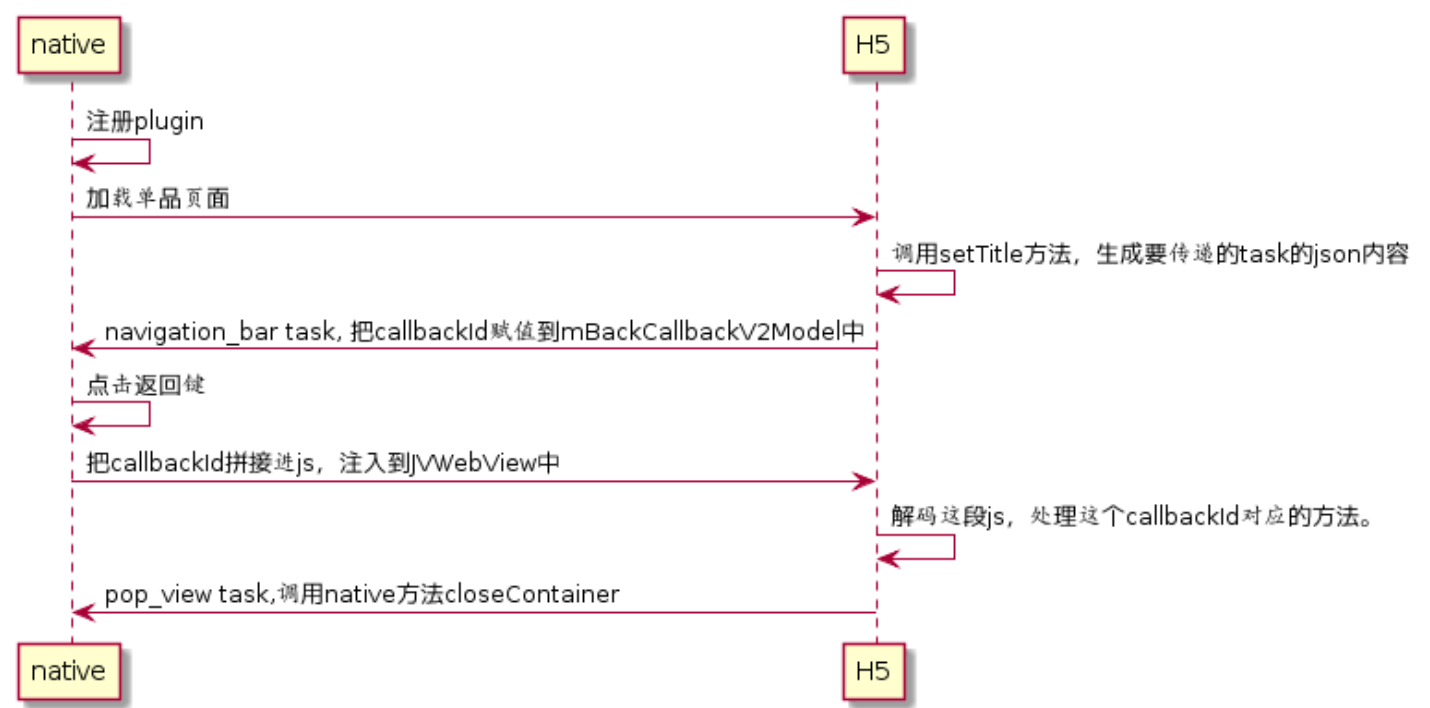 native H5
注册plugin
加载单品页面
调用setTitle方法，生成要传递的task的json内容
navigation_bar task, 把callbackId赋值到mBackCallbackV2Model中
点击返回键
把callbackId拼接进js，注入到JVWebView中
解码这段js，处理这个callbackId对应的方法。
pop_view task,调用native方法closeContainer
native H5